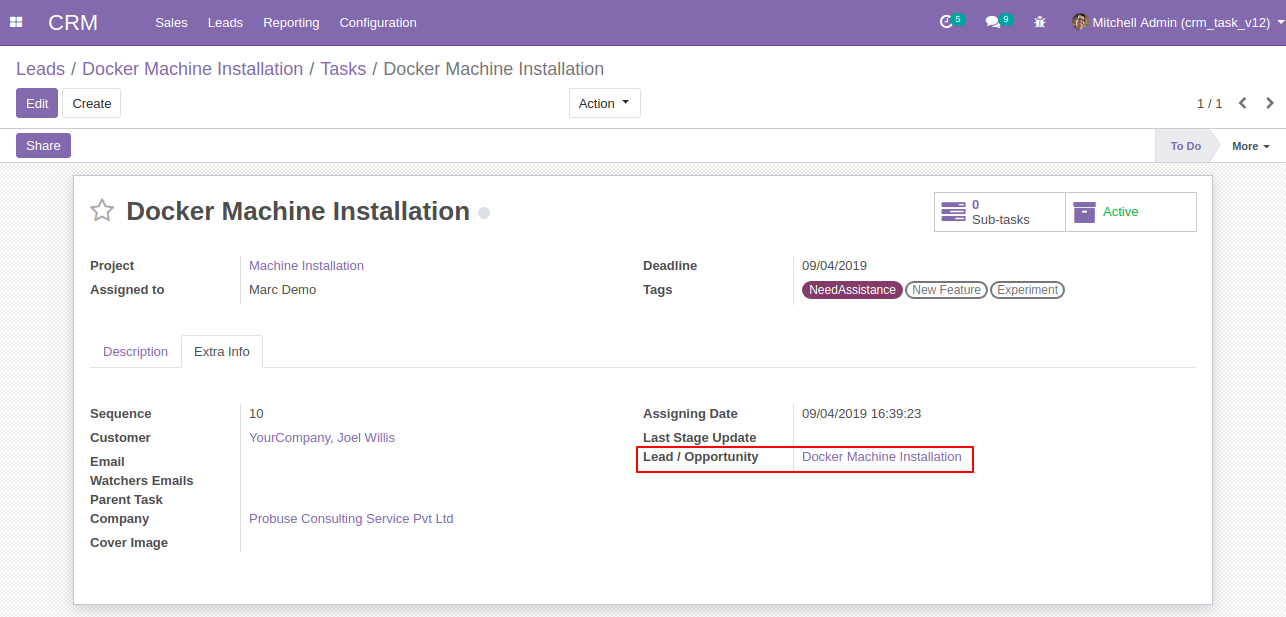 CRM Sales Leads Reporting Configuration 5 9 Mitchell Admin (crm_task_v12)
Leads / Docker Machine Installation / Tasks / Docker Machine Installation
Edit Create Action 1 / 1
Share To Do More
Docker Machine Installation
0
Sub-tasks
Active
Project Machine Installation
Assigned to Marc Demo
Deadline 09/04/2019
Tags NeedAssistance New Feature Experiment
Description Extra Info
Sequence 10
Customer YourCompany, Joel Willis
Email
Watchers Emails
Parent Task
Company Probuse Consulting Service Pvt Ltd
Cover Image
Assigning Date 09/04/2019 16:39:23
Last Stage Update
Lead / Opportunity Docker Machine Installation